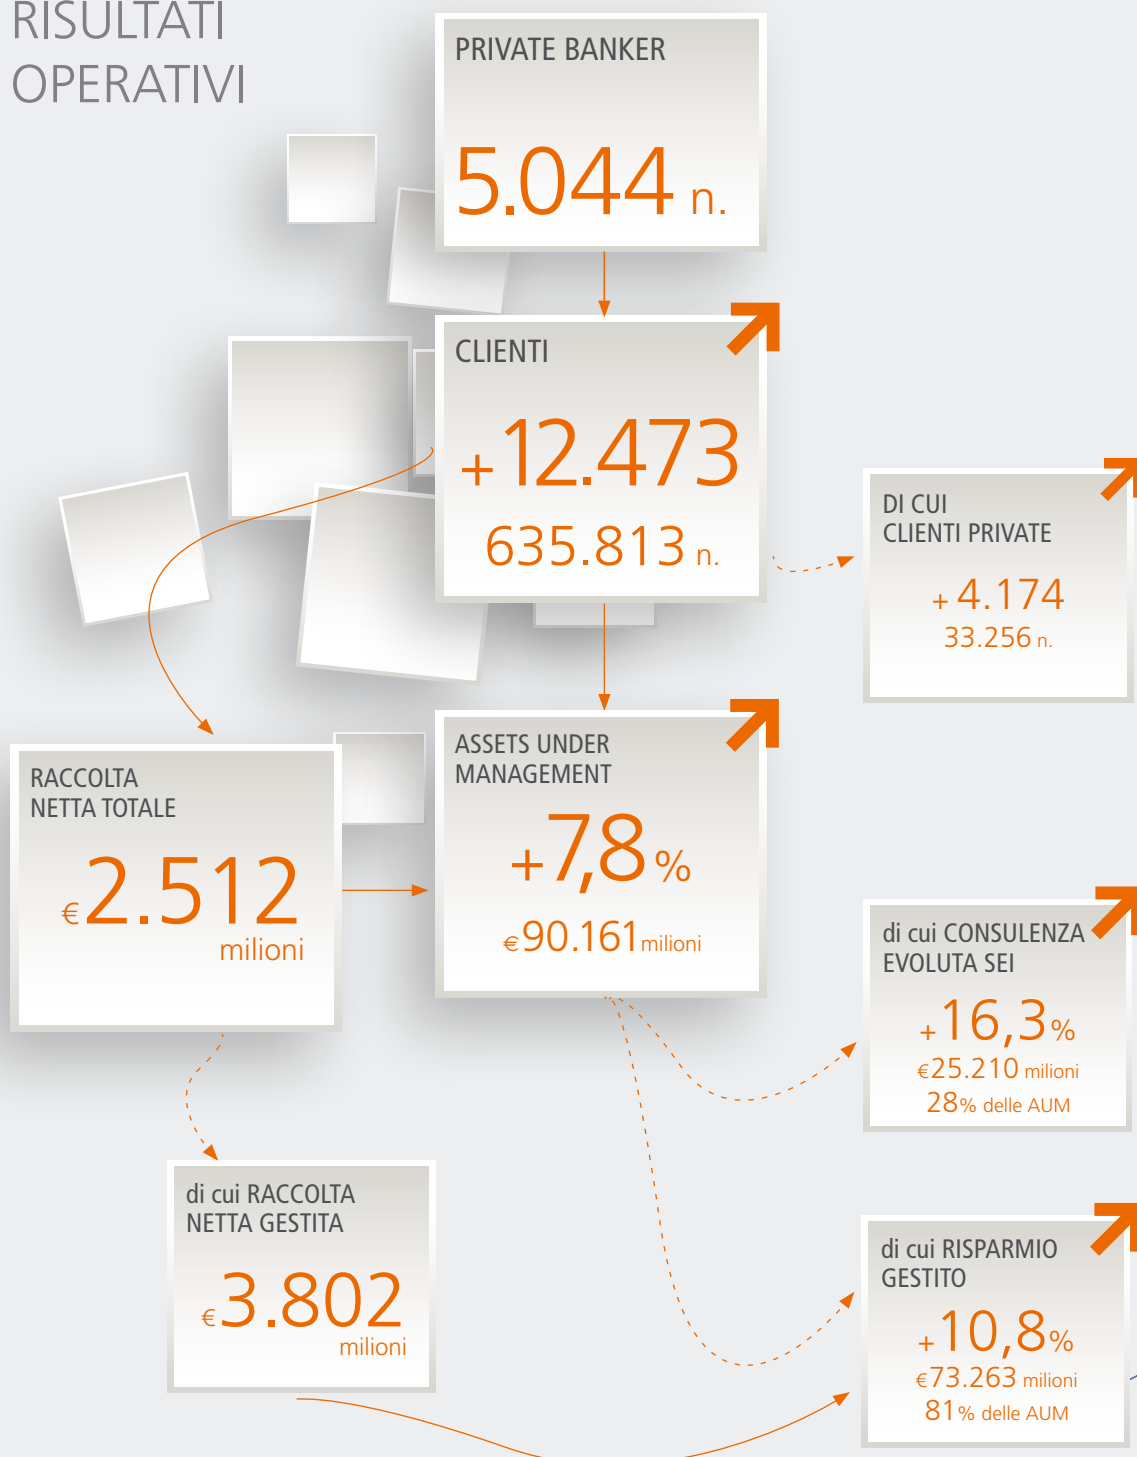 RISULTATI
OPERATIVI
PRIVATE BANKER
5.044 n.
CLIENTI
+12.473
635.813 n.
DI CUI
CLIENTI PRIVATE
+ 4.174
33.256 n.
RACCOLTA
NETTA TOTALE
€2.512
milioni
ASSETS UNDER
MANAGEMENT
+7,8%
€90.161 milioni
di cui CONSULENZA
EVOLUTA SEI
+16,3%
€25.210 milioni
28% delle AUM
di cui RACCOLTA
NETTA GESTITA
€3.802
milioni
di cui RISPARMIO
GESTITO
+10,8%
€73.263 milioni
81% delle AUM